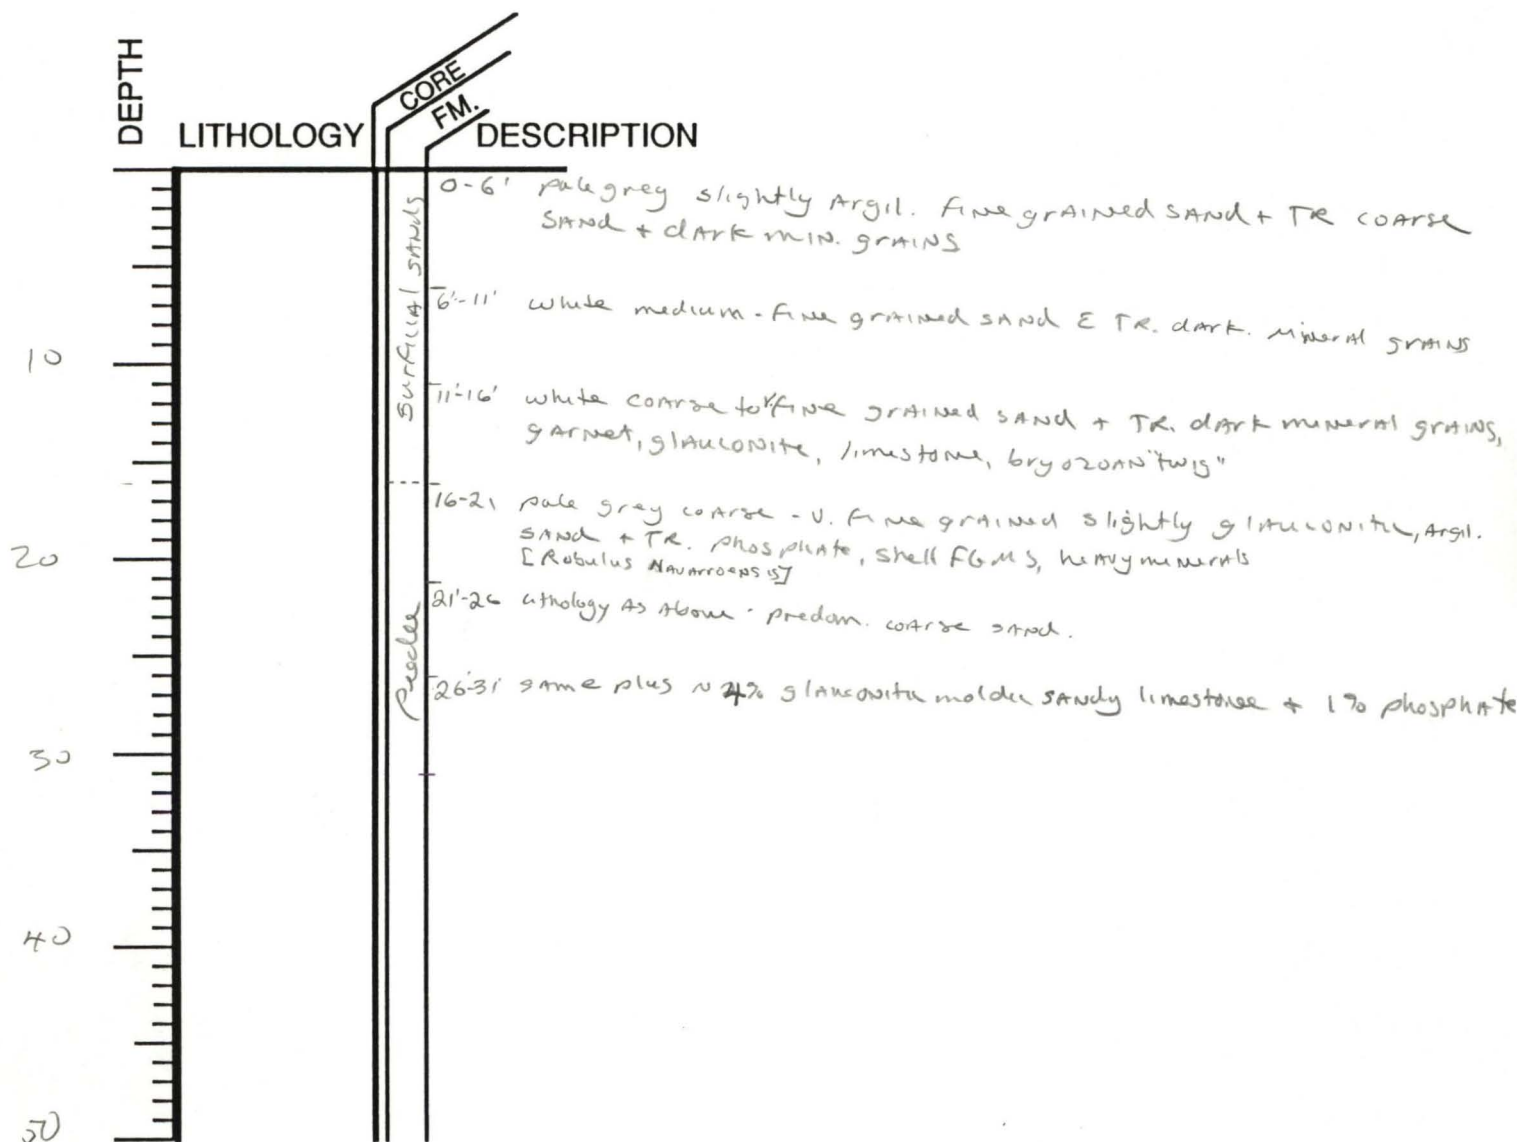 DEPTH
LITHOLOGY
CORE
FM.
DESCRIPTION
0-6' pale grey slightly Argil. fine grained SAND + TR coarse
SAND + dark min. grains
6'-11' white medium - fine grained SAND & TR. dark. mineral grains
11'-16' white coarse to v. fine grained SAND + TR. dark mineral grains,
garnet, glauconite, limestone, bryozoan "twig"
16-21 pale grey coarse - v. fine grained slightly glauconitic, Argil.
SAND + TR. phosphate, shell FGMS, heavy minerals
[Robulus Navarroensis]
21'-26 lithology As Above - predom. coarse SAND.
26'-31' same plus ~ 4% glauconitic moldic SANDy limestone + 1% phosphate
Surficial SANDS
Peedee
10
20
30
40
50